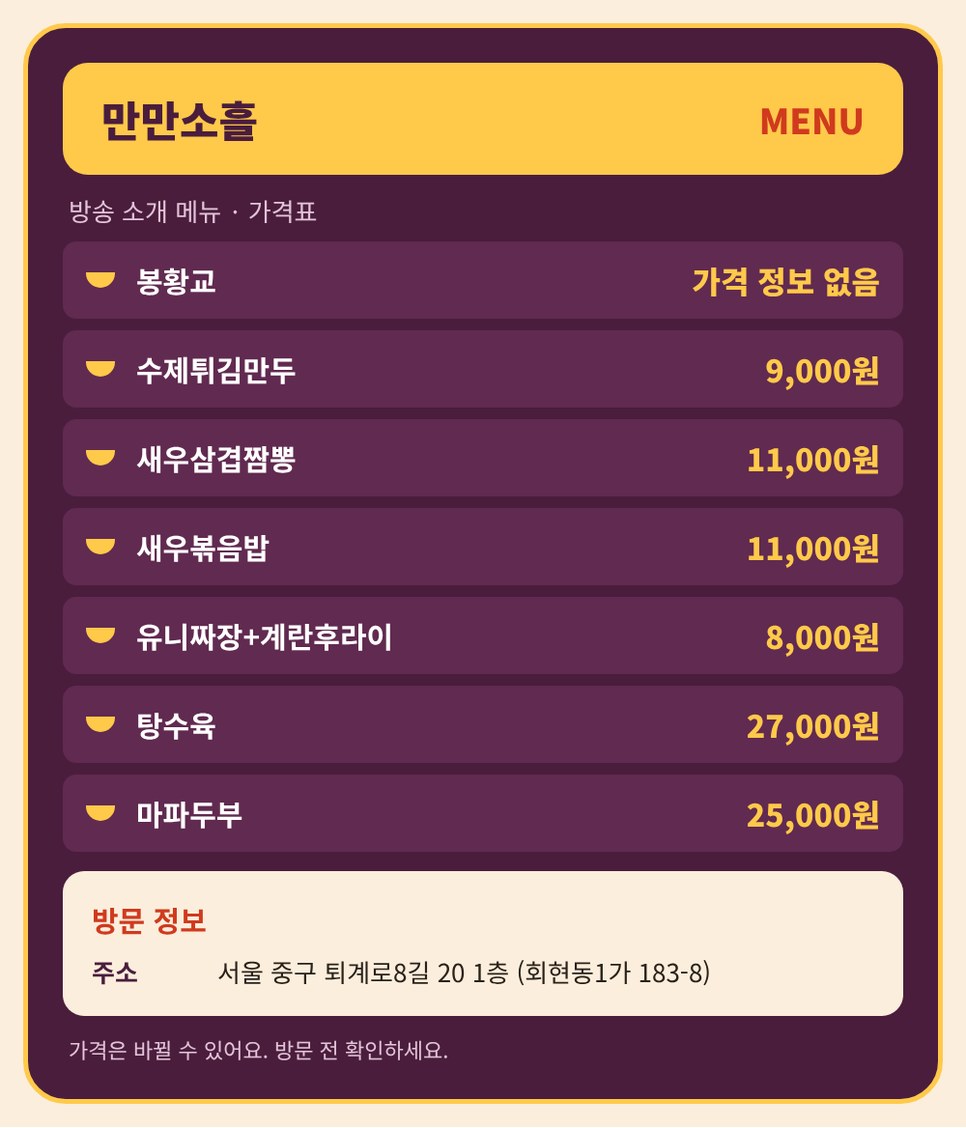 만만소흘 MENU
방송 소개 메뉴 · 가격표
봉황교 가격 정보 없음
수제튀김만두 9,000원
새우삼겹짬뽕 11,000원
새우볶음밥 11,000원
유니짜장+계란후라이 8,000원
탕수육 27,000원
마파두부 25,000원
방문 정보
주소 서울 중구 퇴계로8길 20 1층 (회현동1가 183-8)
가격은 바뀔 수 있어요. 방문 전 확인하세요.